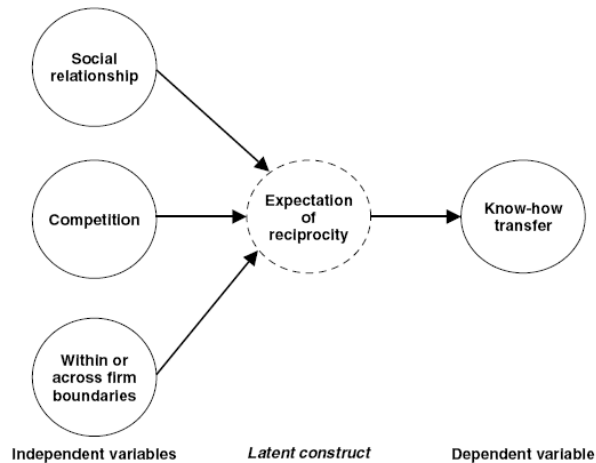 Social
relationship
Competition
Expectation
of
reciprocity
Know-how
transfer
Within or
across firm
boundaries
Independent variables
Latent construct
Dependent variable